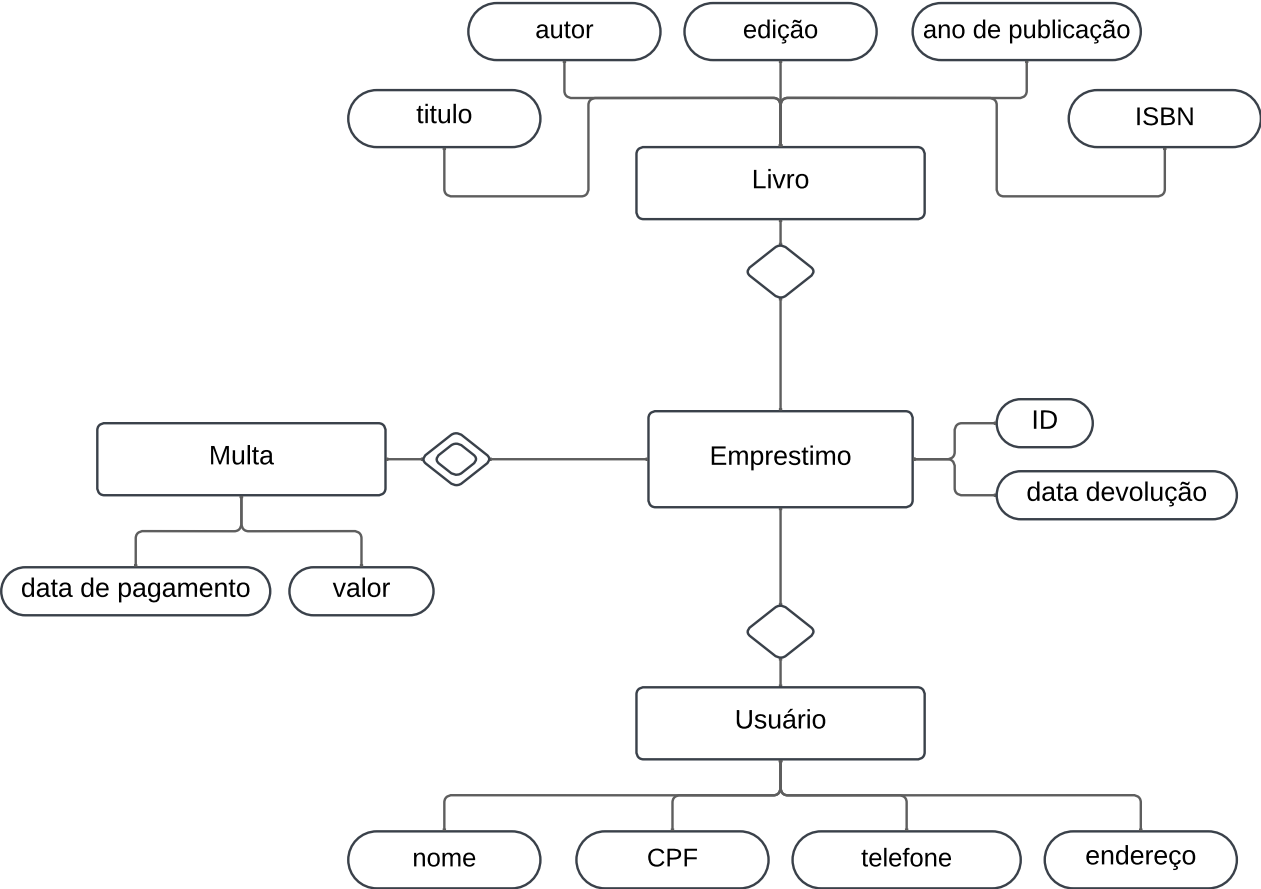 autor
edição
ano de publicação
titulo
ISBN
Livro
ID
Multa
Emprestimo
data devolução
data de pagamento
valor
Usuário
nome
CPF
telefone
endereço